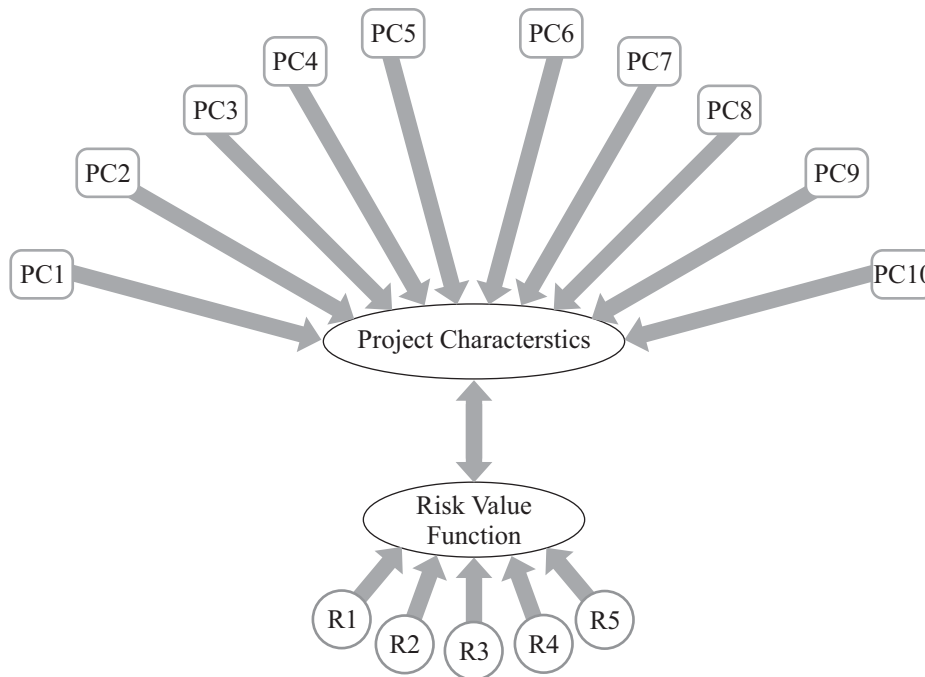 PC1
PC2
PC3
PC4
PC5
PC6
PC7
PC8
PC9
PC10
Project Characterstics
Risk Value
Function
R1
R2
R3
R4
R5